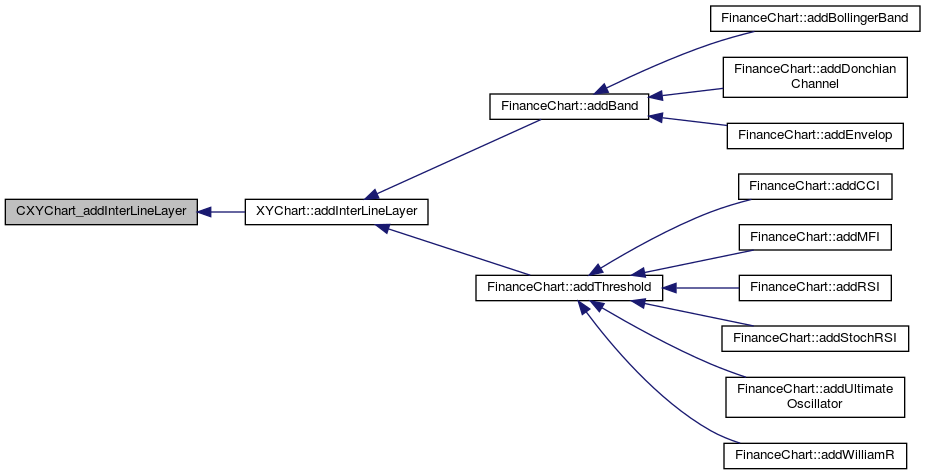 CXYChart_addInterLineLayer
XYChart::addInterLineLayer
FinanceChart::addBand
FinanceChart::addBollingerBand
FinanceChart::addDonchian
Channel
FinanceChart::addEnvelop
FinanceChart::addThreshold
FinanceChart::addCCI
FinanceChart::addMFI
FinanceChart::addRSI
FinanceChart::addStochRSI
FinanceChart::addUltimate
Oscillator
FinanceChart::addWilliamR